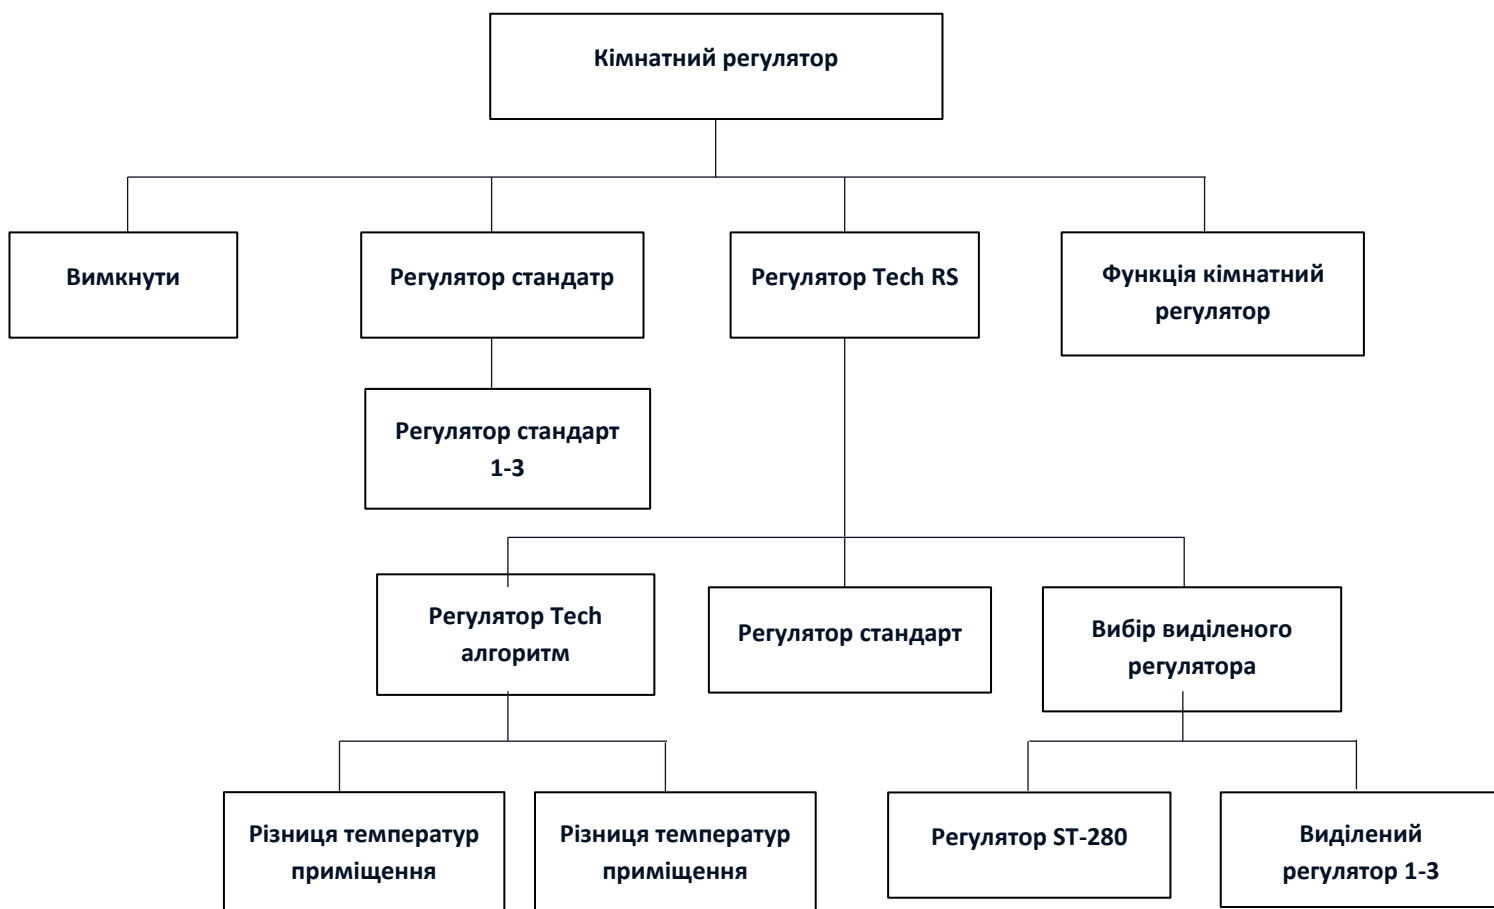 Кімнатний регулятор
Вимкнути
Регулятор стандатр
Регулятор Tech RS
Функція кімнатний
регулятор
Регулятор стандарт
1-3
Регулятор Tech
алгоритм
Регулятор стандарт
Вибір виділеного
регулятора
Різниця температур
приміщення
Різниця температур
приміщення
Регулятор ST-280
Виділений
регулятор 1-3